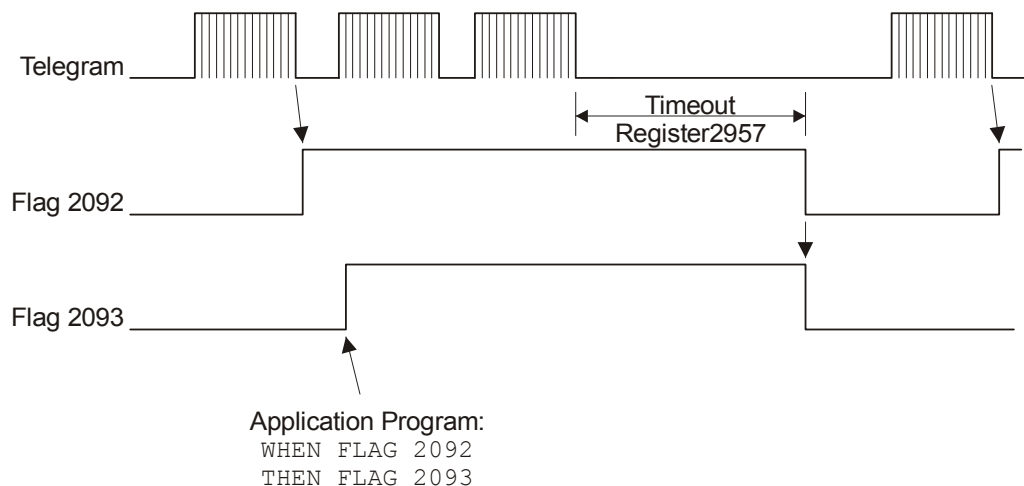 Telegram
Timeout
Register2957
Flag 2092
Flag 2093
Application Program:
WHEN FLAG 2092
THEN FLAG 2093